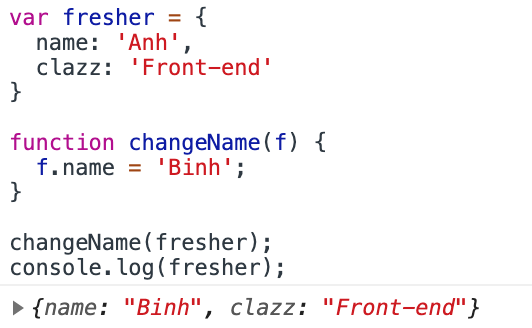 var fresher = {
  name: 'Anh',
  clazz: 'Front-end'
}

function changeName(f) {
  f.name = 'Binh';
}

changeName(fresher);
console.log(fresher);
▶ {name: "Binh", clazz: "Front-end"}